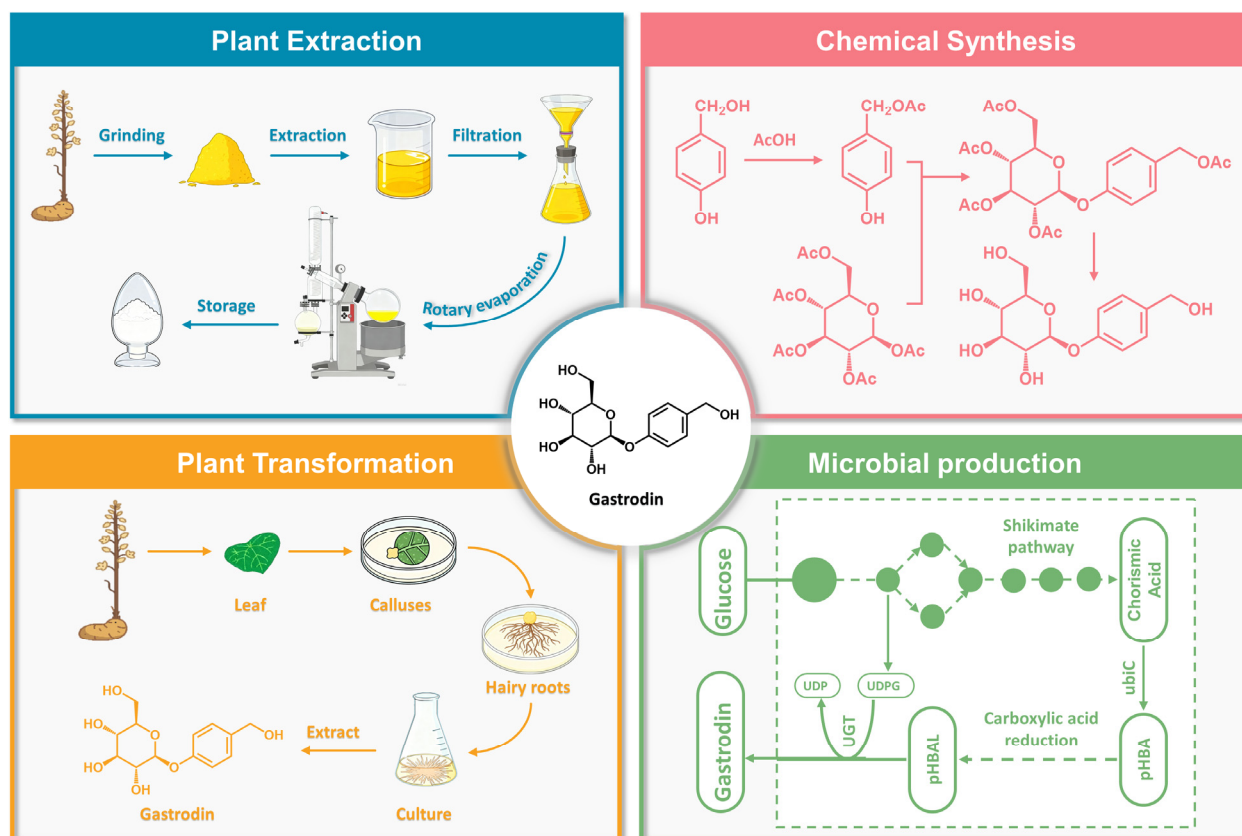 Plant Extraction
Grinding
Extraction
Filtration
Rotary evaporation
Storage
Chemical Synthesis
CH₂OH
OH
AcOH
CH₂OAc
OH
AcO
AcO
AcO
OAc
O
O
OAc
AcO
AcO
AcO
OAc
O
OAc
HO
HO
HO
OH
O
O
OH
HO
HO
HO
OH
O
O
OH
Gastrodin
Plant Transformation
Leaf
Calluses
Hairy roots
Culture
Extract
HO
HO
HO
OH
O
O
OH
Gastrodin
Microbial production
Glucose
Shikimate
pathway
Chorismic
Acid
ubiC
pHBA
Carboxylic acid
reduction
pHBAL
UDP
UDPG
UGT
Gastrodin